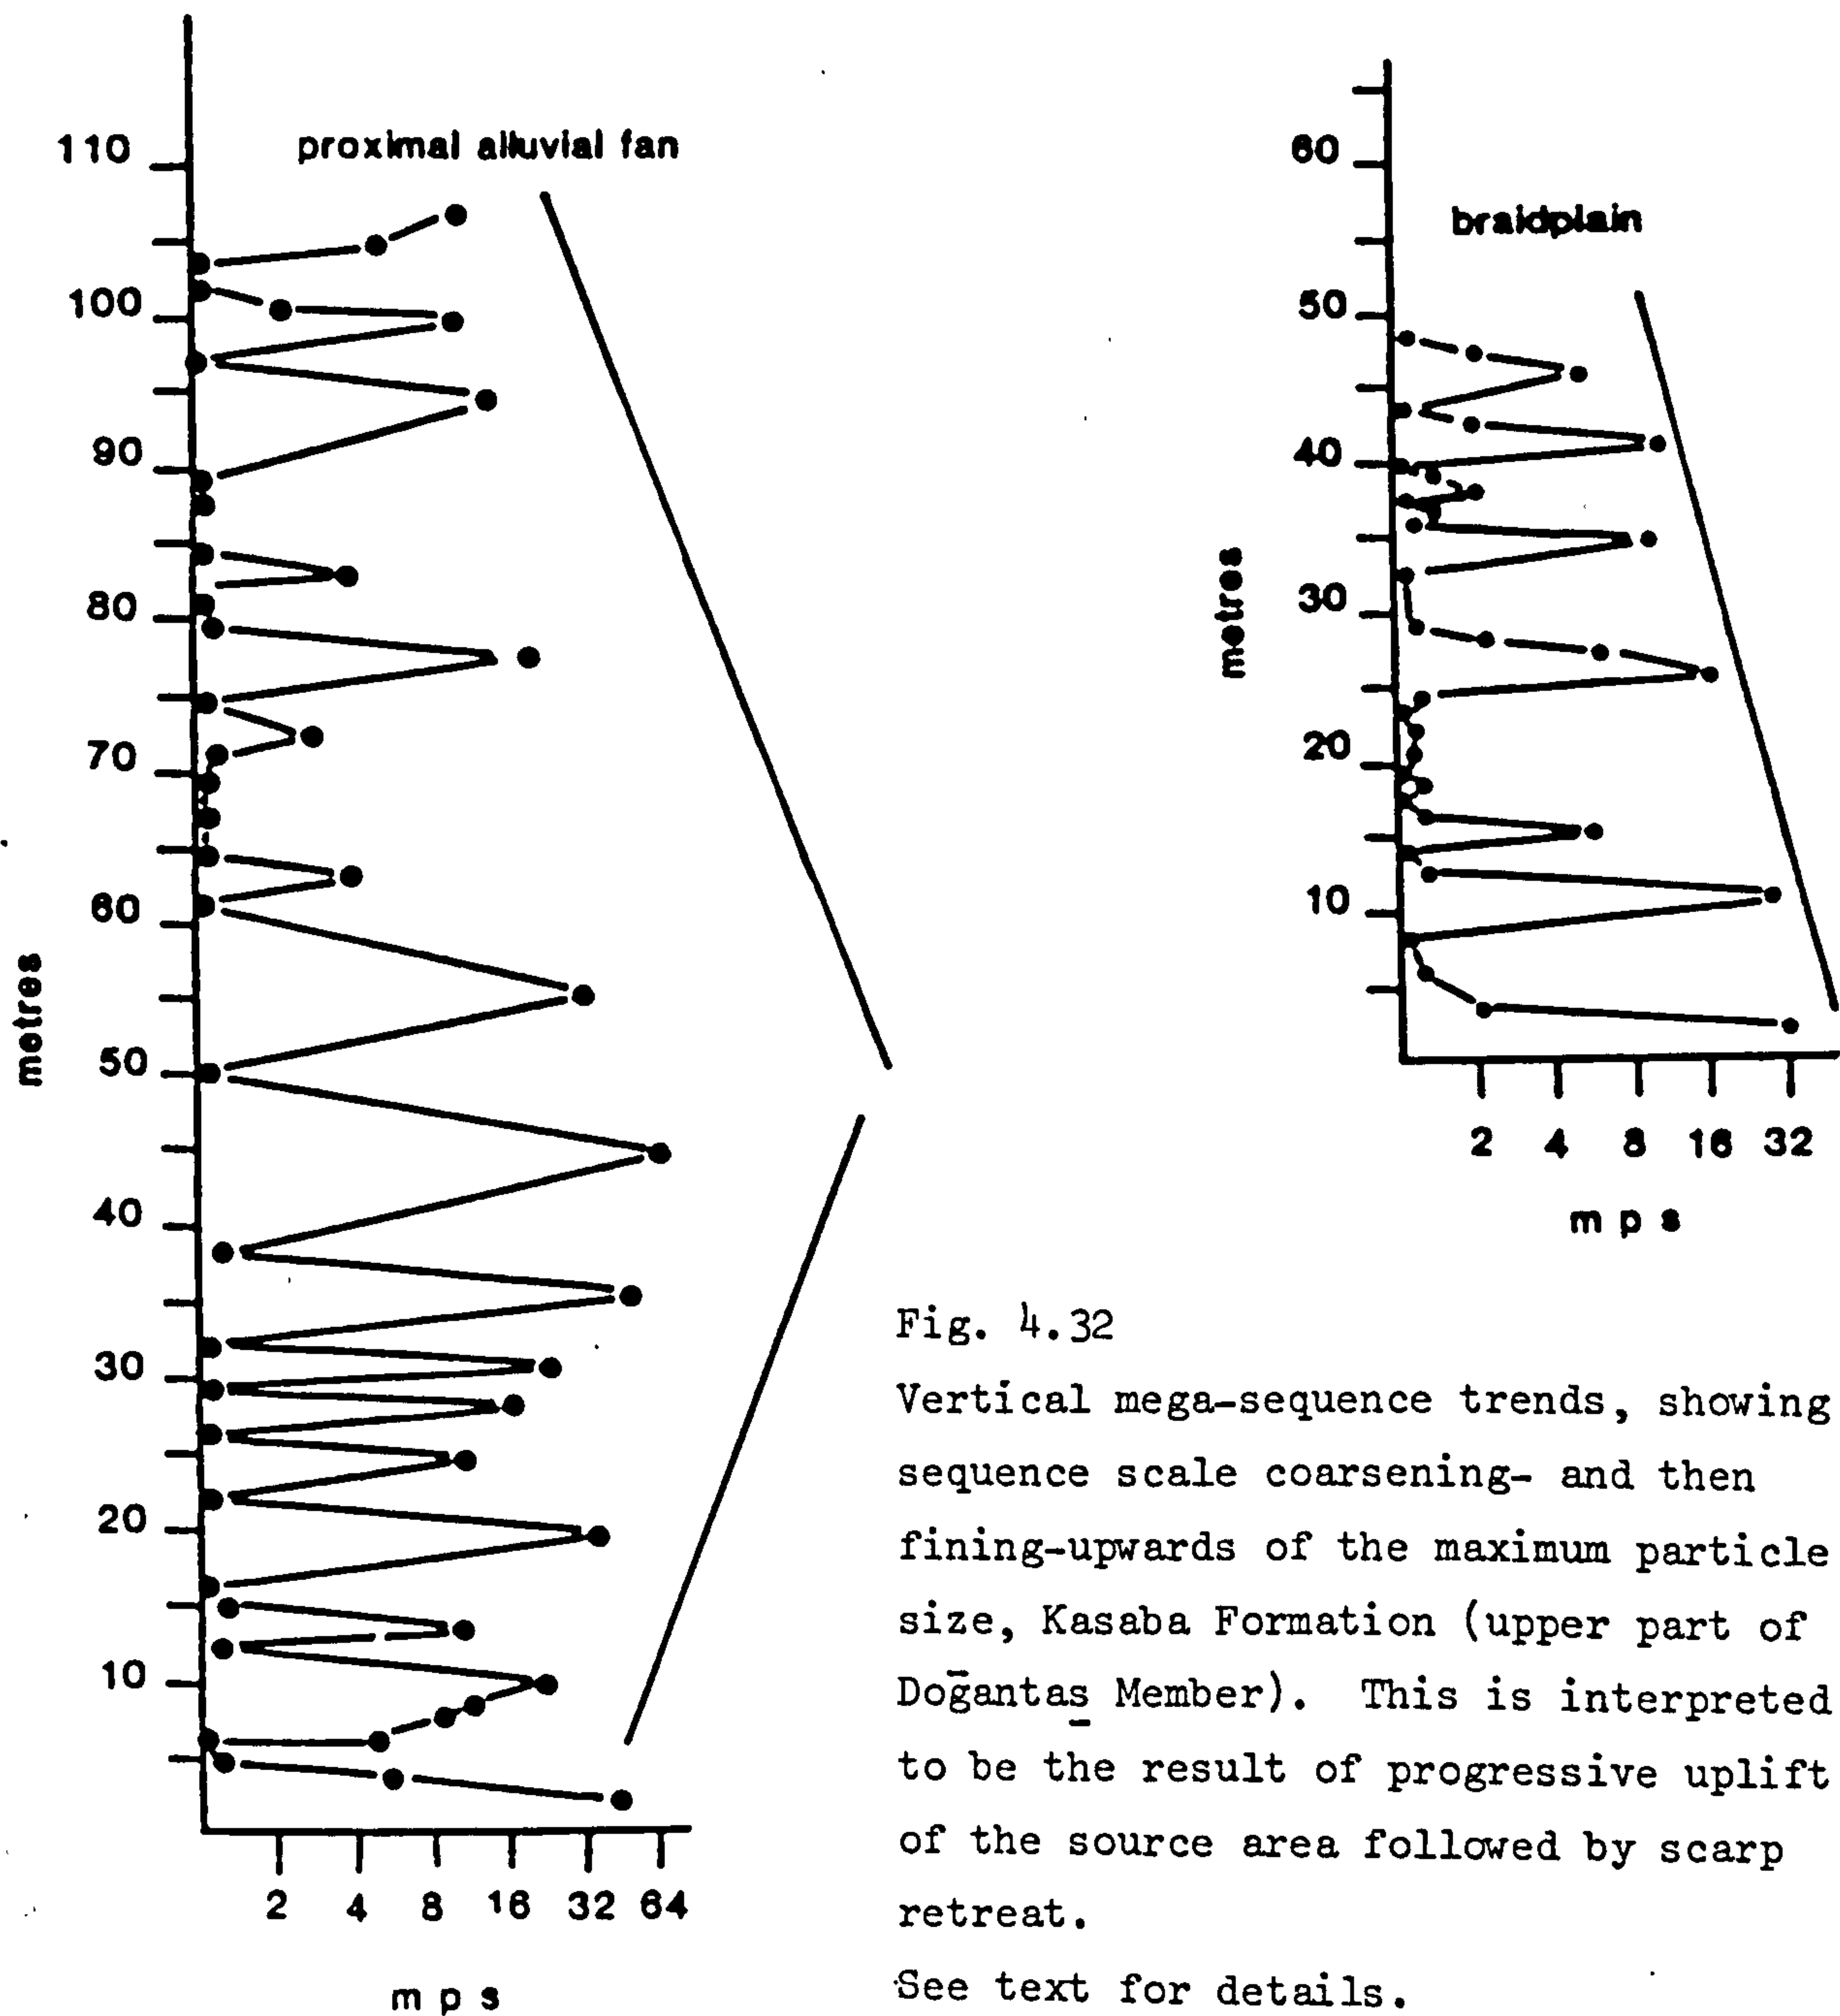 proximal alluvial fan
110
100
90
80
70
60
50
40
30
20
10
metres
2 4 8 16 32 64
m p s
braidplain
60
50
40
30
20
10
metres
2 4 8 16 32
m p s
Fig. 4.32
Vertical mega-sequence trends, showing
sequence scale coarsening- and then
fining-upwards of the maximum particle
size, Kasaba Formation (upper part of
Doğantaş Member). This is interpreted
to be the result of progressive uplift
of the source area followed by scarp
retreat.
See text for details.